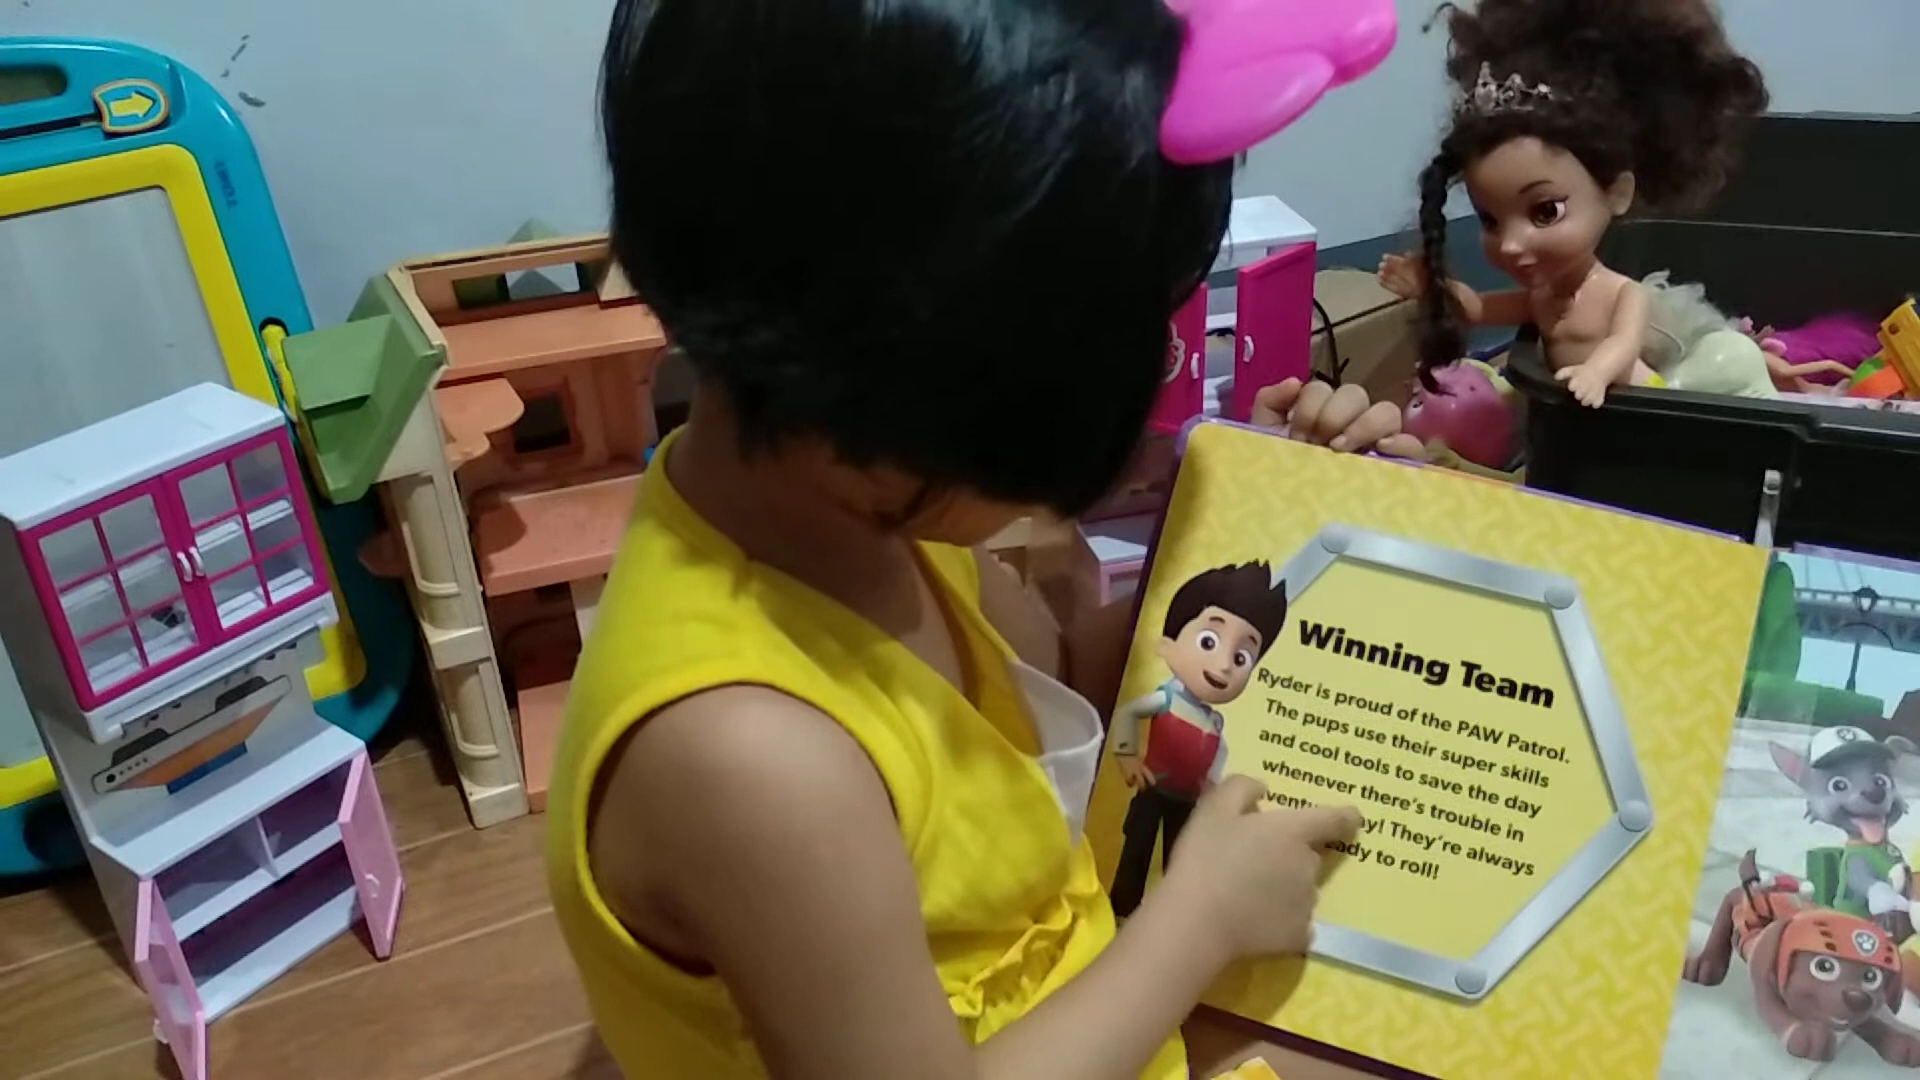 Winning Team
Ryder is proud of the PAW Patrol.
The pups use their super skills
and cool tools to save the day
whenever there's trouble in
ay! They're always
to roll!